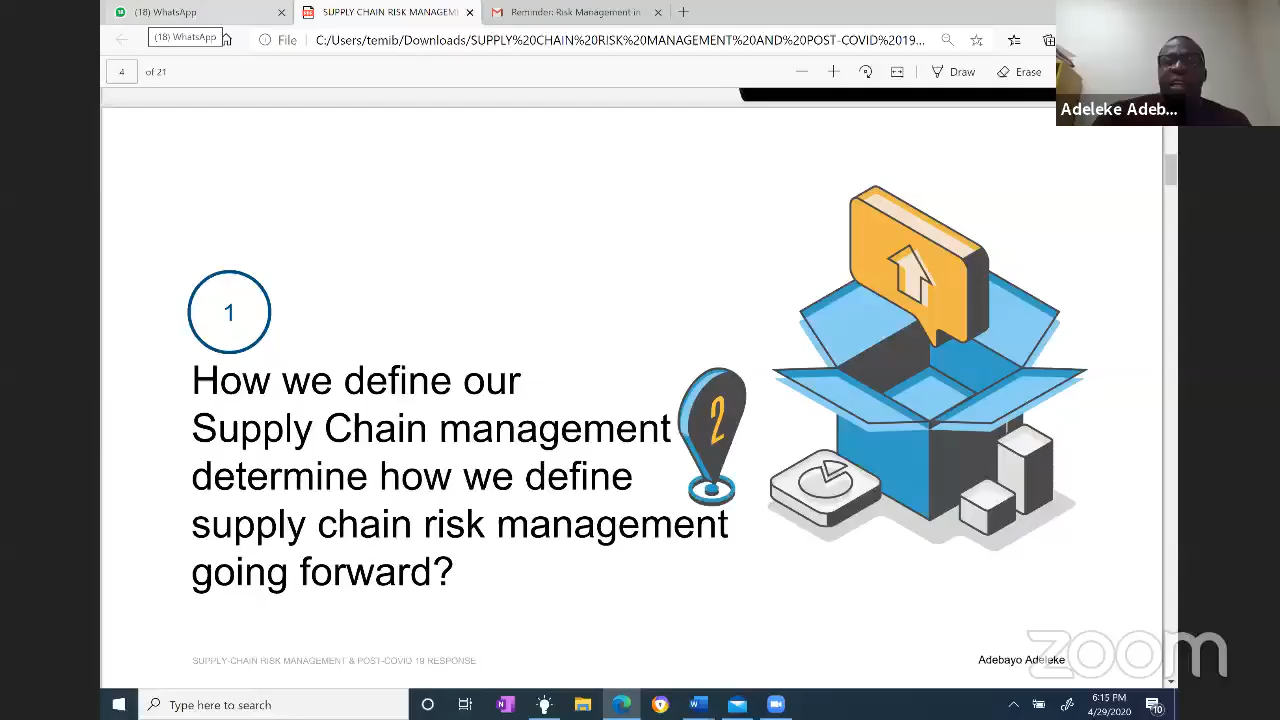 (18) WhatsApp
SUPPLY CHAIN RISK MANAGEM
Reminder: Risk Management in
(18) WhatsApp
File
C:/Users/temib/Downloads/SUPPLY%20CHAIN%20RISK%20MANAGEMENT%20AND%20POST-COVID%2019...
4 of 21
Draw
Erase
Adeleke Adeb...
1
How we define our
Supply Chain management
determine how we define
supply chain risk management
going forward?
2
SUPPLY-CHAIN RISK MANAGEMENT & POST-COVID 19 RESPONSE
Adebayo Adeleke
zoom
Type here to search
6:15 PM
4/29/2020
10